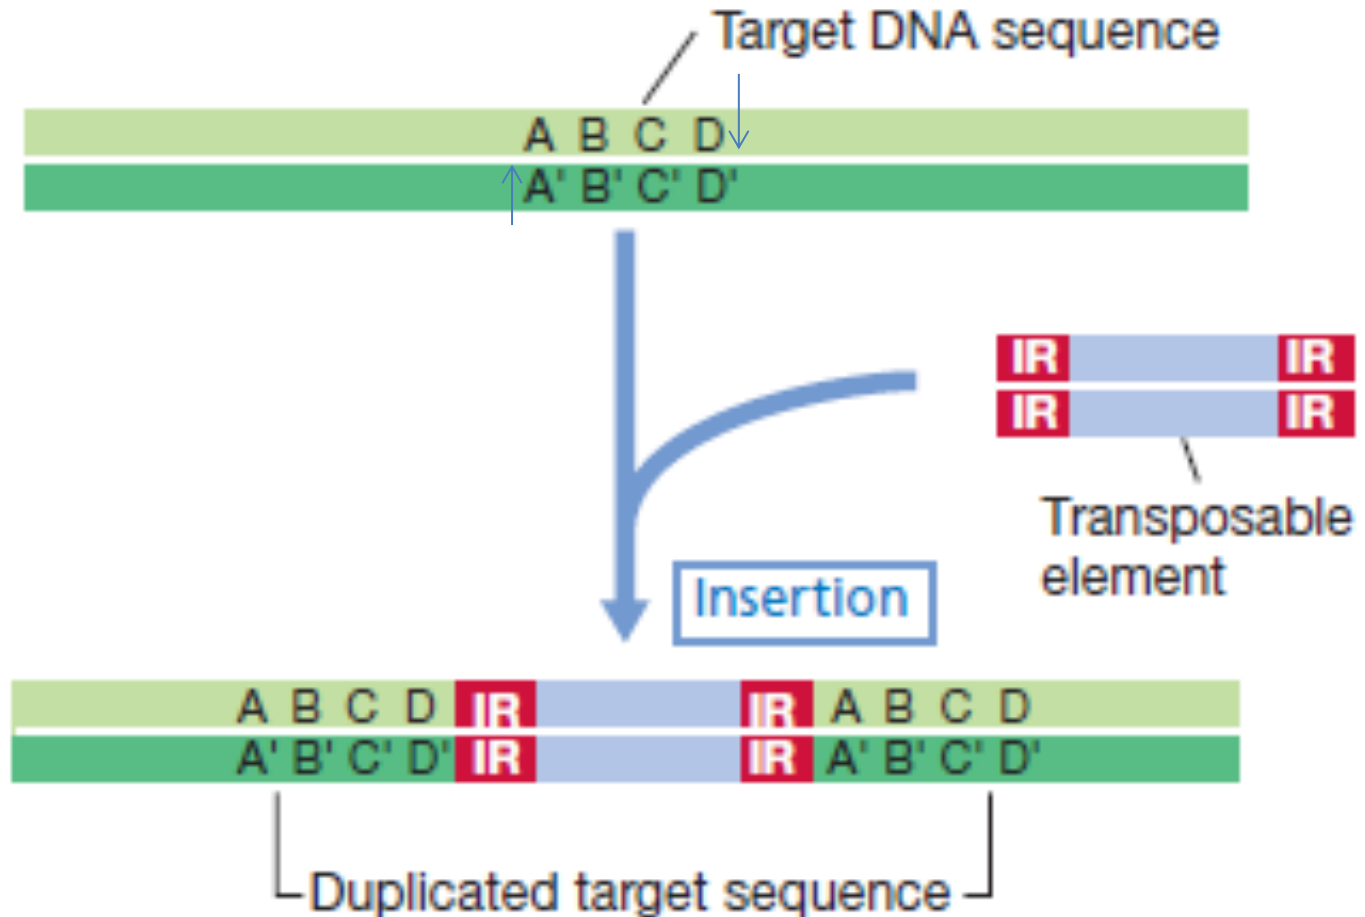 Target DNA sequence
A B C D
A' B' C' D'
IR IR
IR IR
Transposable
element
Insertion
A B C D IR IR A B C D
A' B' C' D' IR IR A' B' C' D'
Duplicated target sequence